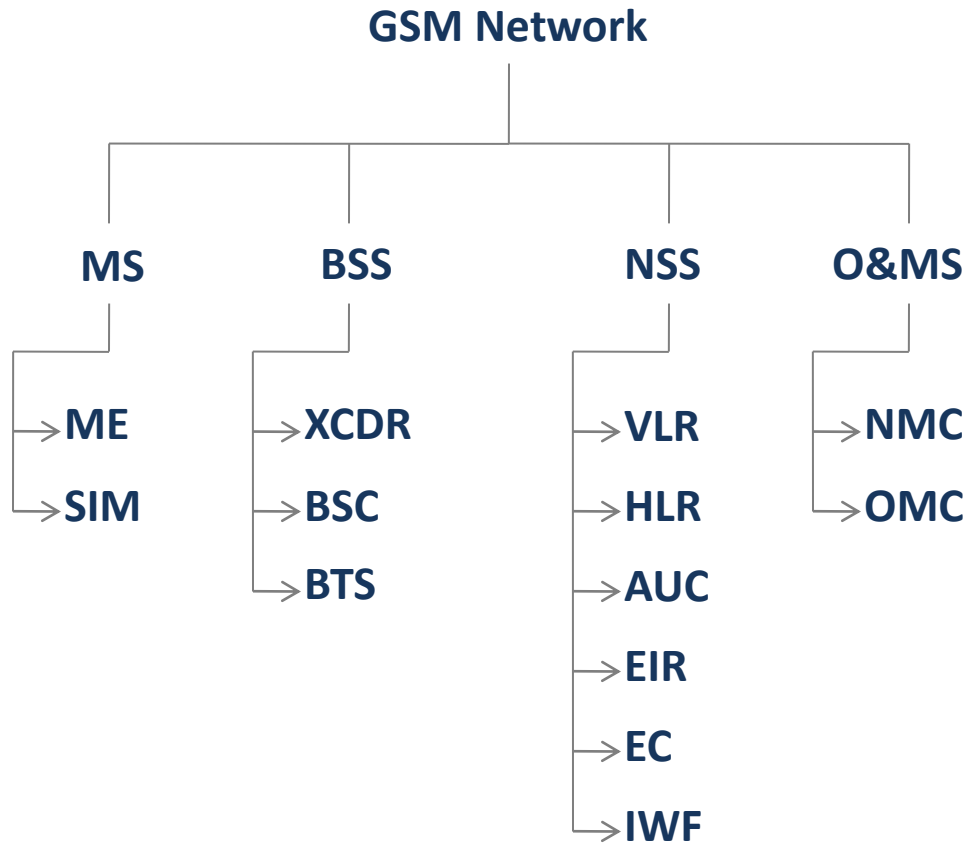 GSM Network
MS
BSS
NSS
O&MS
ME
SIM
XCDR
BSC
BTS
VLR
HLR
AUC
EIR
EC
IWF
NMC
OMC